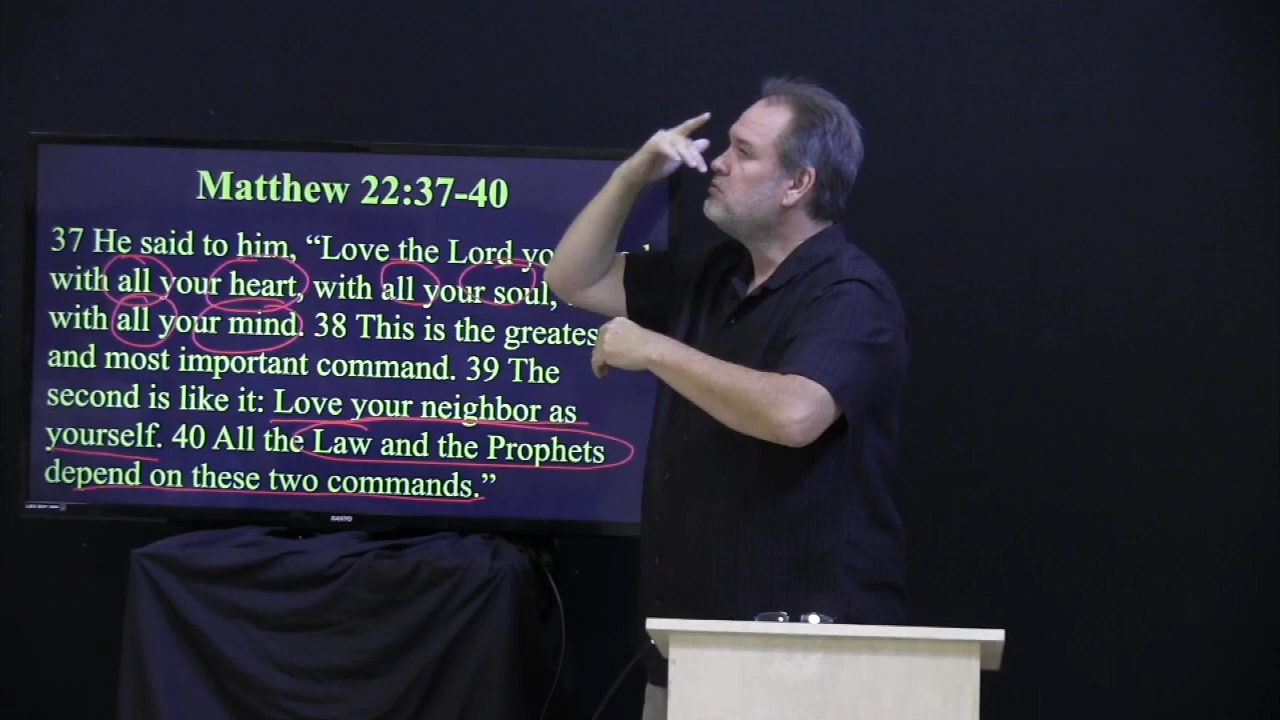 Matthew 22:37-40
37 He said to him, “Love the Lord
with all your heart, with all your soul,
with all your mind. 38 This is the greates
and most important command. 39 The
second is like it: Love your neighbor as
yourself. 40 All the Law and the Prophets
depend on these two commands.”
SANYO